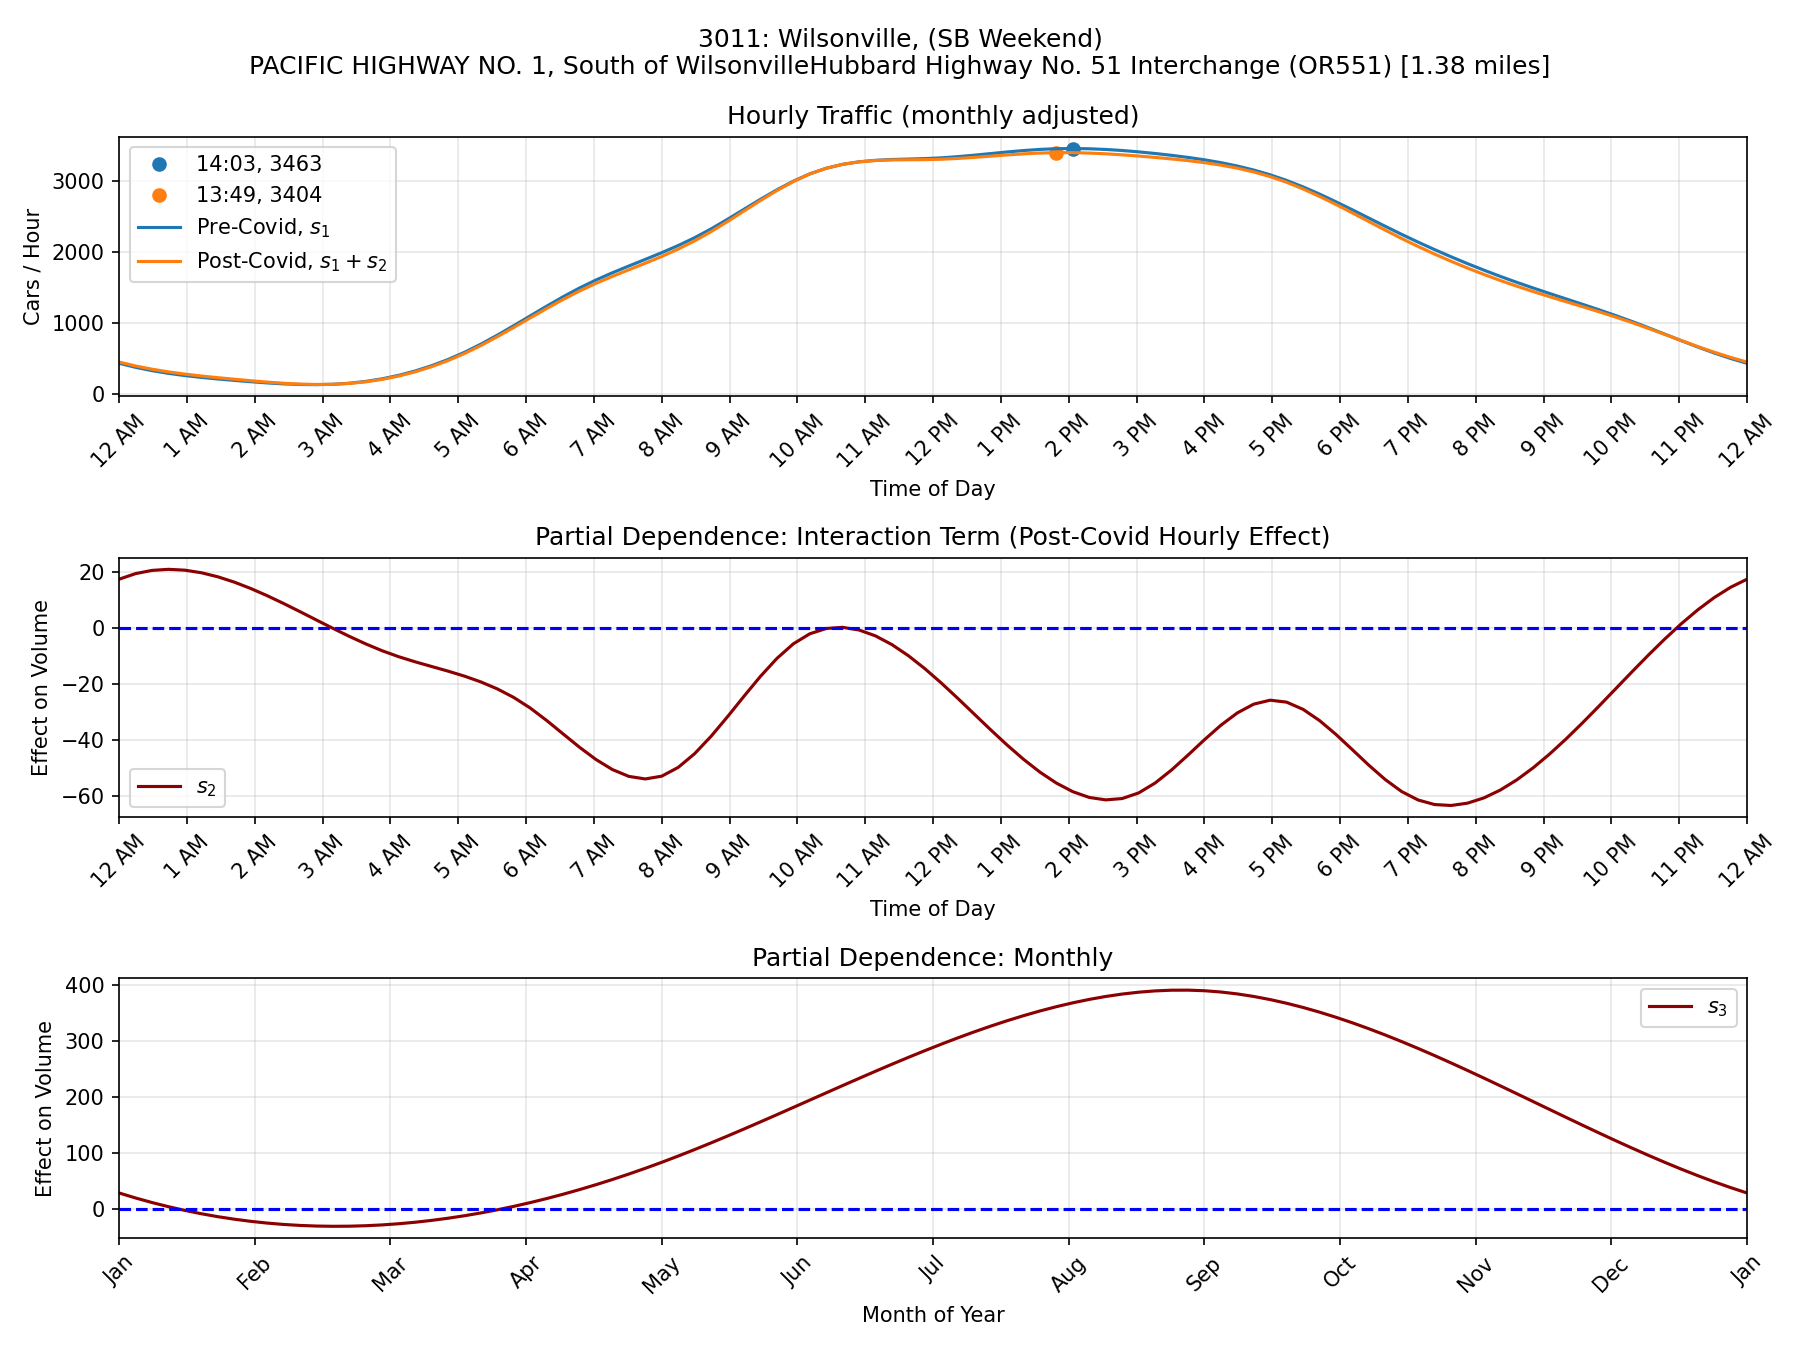 3011: Wilsonville, (SB Weekend)
PACIFIC HIGHWAY NO. 1, South of WilsonvilleHubbard Highway No. 51 Interchange (OR551) [1.38 miles]
Hourly Traffic (monthly adjusted)
Cars / Hour
3000
2000
1000
0
14:03, 3463
13:49, 3404
Pre-Covid, s₁
Post-Covid, s₁ + s₂
12 AM 1 AM 2 AM 3 AM 4 AM 5 AM 6 AM 7 AM 8 AM 9 AM 10 AM 11 AM 12 PM 1 PM 2 PM 3 PM 4 PM 5 PM 6 PM 7 PM 8 PM 9 PM 10 PM 11 PM 12 AM
Time of Day
Partial Dependence: Interaction Term (Post-Covid Hourly Effect)
Effect on Volume
20
0
−20
−40
−60
s₂
12 AM 1 AM 2 AM 3 AM 4 AM 5 AM 6 AM 7 AM 8 AM 9 AM 10 AM 11 AM 12 PM 1 PM 2 PM 3 PM 4 PM 5 PM 6 PM 7 PM 8 PM 9 PM 10 PM 11 PM 12 AM
Time of Day
Partial Dependence: Monthly
Effect on Volume
400
300
200
100
0
s₃
Jan Feb Mar Apr May Jun Jul Aug Sep Oct Nov Dec Jan
Month of Year